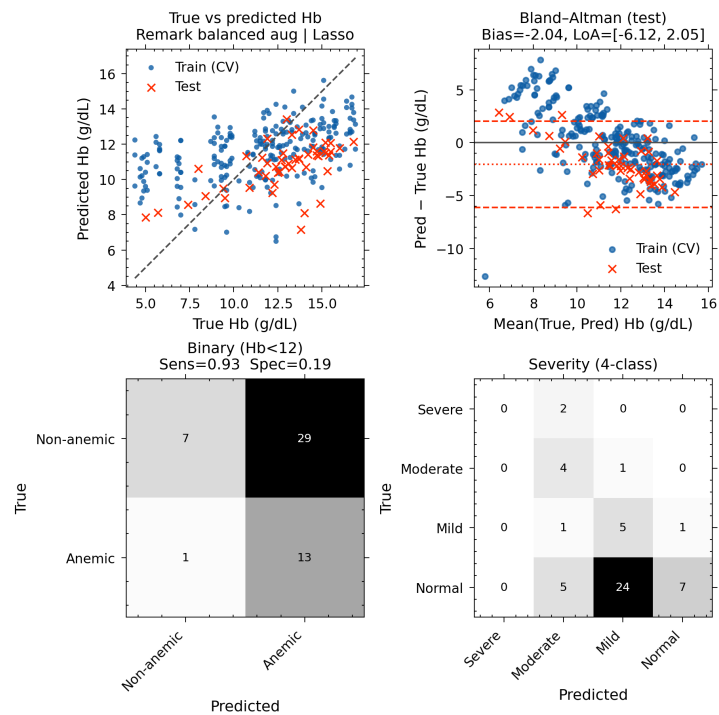 True vs predicted Hb
Remark balanced aug | Lasso
Train (CV)
Test
16
14
12
10
8
6
4
Predicted Hb (g/dL)
5.0 7.5 10.0 12.5 15.0
True Hb (g/dL)
Bland–Altman (test)
Bias=-2.04, LoA=[-6.12, 2.05]
5
0
−5
−10
Pred − True Hb (g/dL)
Train (CV)
Test
6 8 10 12 14 16
Mean(True, Pred) Hb (g/dL)
Binary (Hb<12)
Sens=0.93 Spec=0.19
Non-anemic 7 29
Anemic 1 13
True
Non-anemic Anemic
Predicted
Severity (4-class)
Severe 0 2 0 0
Moderate 0 4 1 0
Mild 0 1 5 1
Normal 0 5 24 7
True
Severe Moderate Mild Normal
Predicted